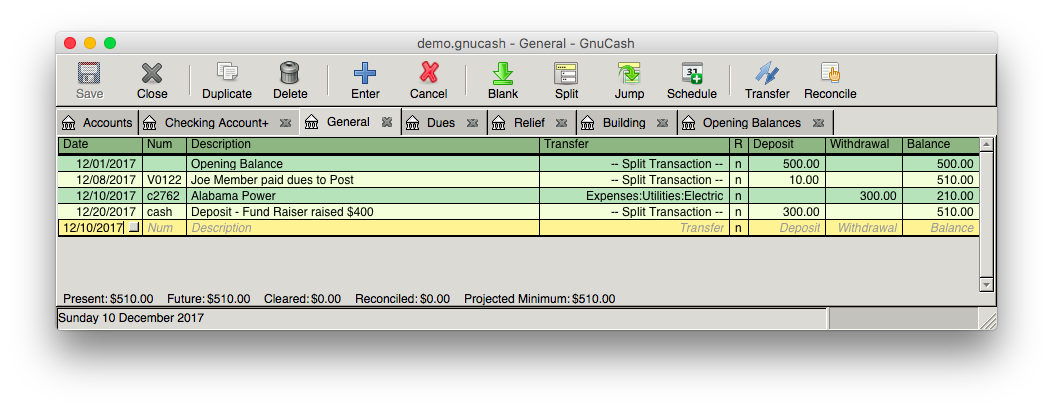 demo.gnucash - General - GnuCash
Save Close Duplicate Delete Enter Cancel Blank Split Jump Schedule Transfer Reconcile
Accounts Checking Account+ General Dues Relief Building Opening Balances
Date Num Description Transfer R Deposit Withdrawal Balance
12/01/2017 Opening Balance -- Split Transaction -- n 500.00 500.00
12/08/2017 V0122 Joe Member paid dues to Post -- Split Transaction -- n 10.00 510.00
12/10/2017 c2762 Alabama Power Expenses:Utilities:Electric n 300.00 210.00
12/20/2017 cash Deposit - Fund Raiser raised $400 -- Split Transaction -- n 300.00 510.00
12/10/2017 Num Description Transfer n Deposit Withdrawal Balance
Present: $510.00 Future: $510.00 Cleared: $0.00 Reconciled: $0.00 Projected Minimum: $510.00
Sunday 10 December 2017